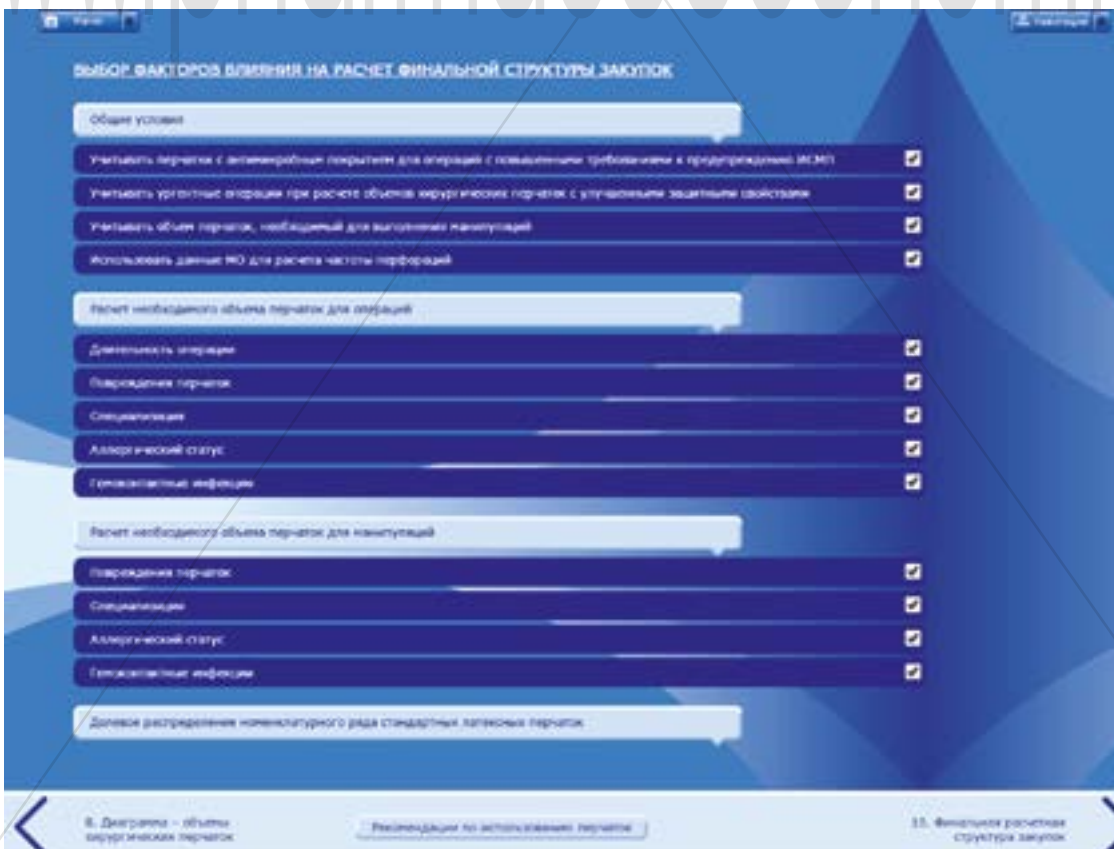 Меню
Навигация
ВЫБОР ФАКТОРОВ ВЛИЯНИЯ НА РАСЧЕТ ФИНАЛЬНОЙ СТРУКТУРЫ ЗАКУПОК
Общие условия
Учитывать перчатки с антимикробным покрытием для операций с повышенными требованиями к предупреждению ИСМП
Учитывать ургентные операции при расчете объемов хирургических перчаток с улучшенными защитными свойствами
Учитывать объем перчаток, необходимый для выполнения манипуляций
Использовать данные МО для расчета частоты перфораций
Расчет необходимого объема перчаток для операций
Длительность операции
Повреждения перчаток
Специализации
Аллергический статус
Гемоконтактные инфекции
Расчет необходимого объема перчаток для манипуляций
Повреждения перчаток
Специализации
Аллергический статус
Гемоконтактные инфекции
Долевое распределение номенклатурного ряда стандартных латексных перчаток
8. Диаграмма – объемы
хирургических перчаток
Рекомендации по использованию перчаток
Финальная расчетная
структура закупок